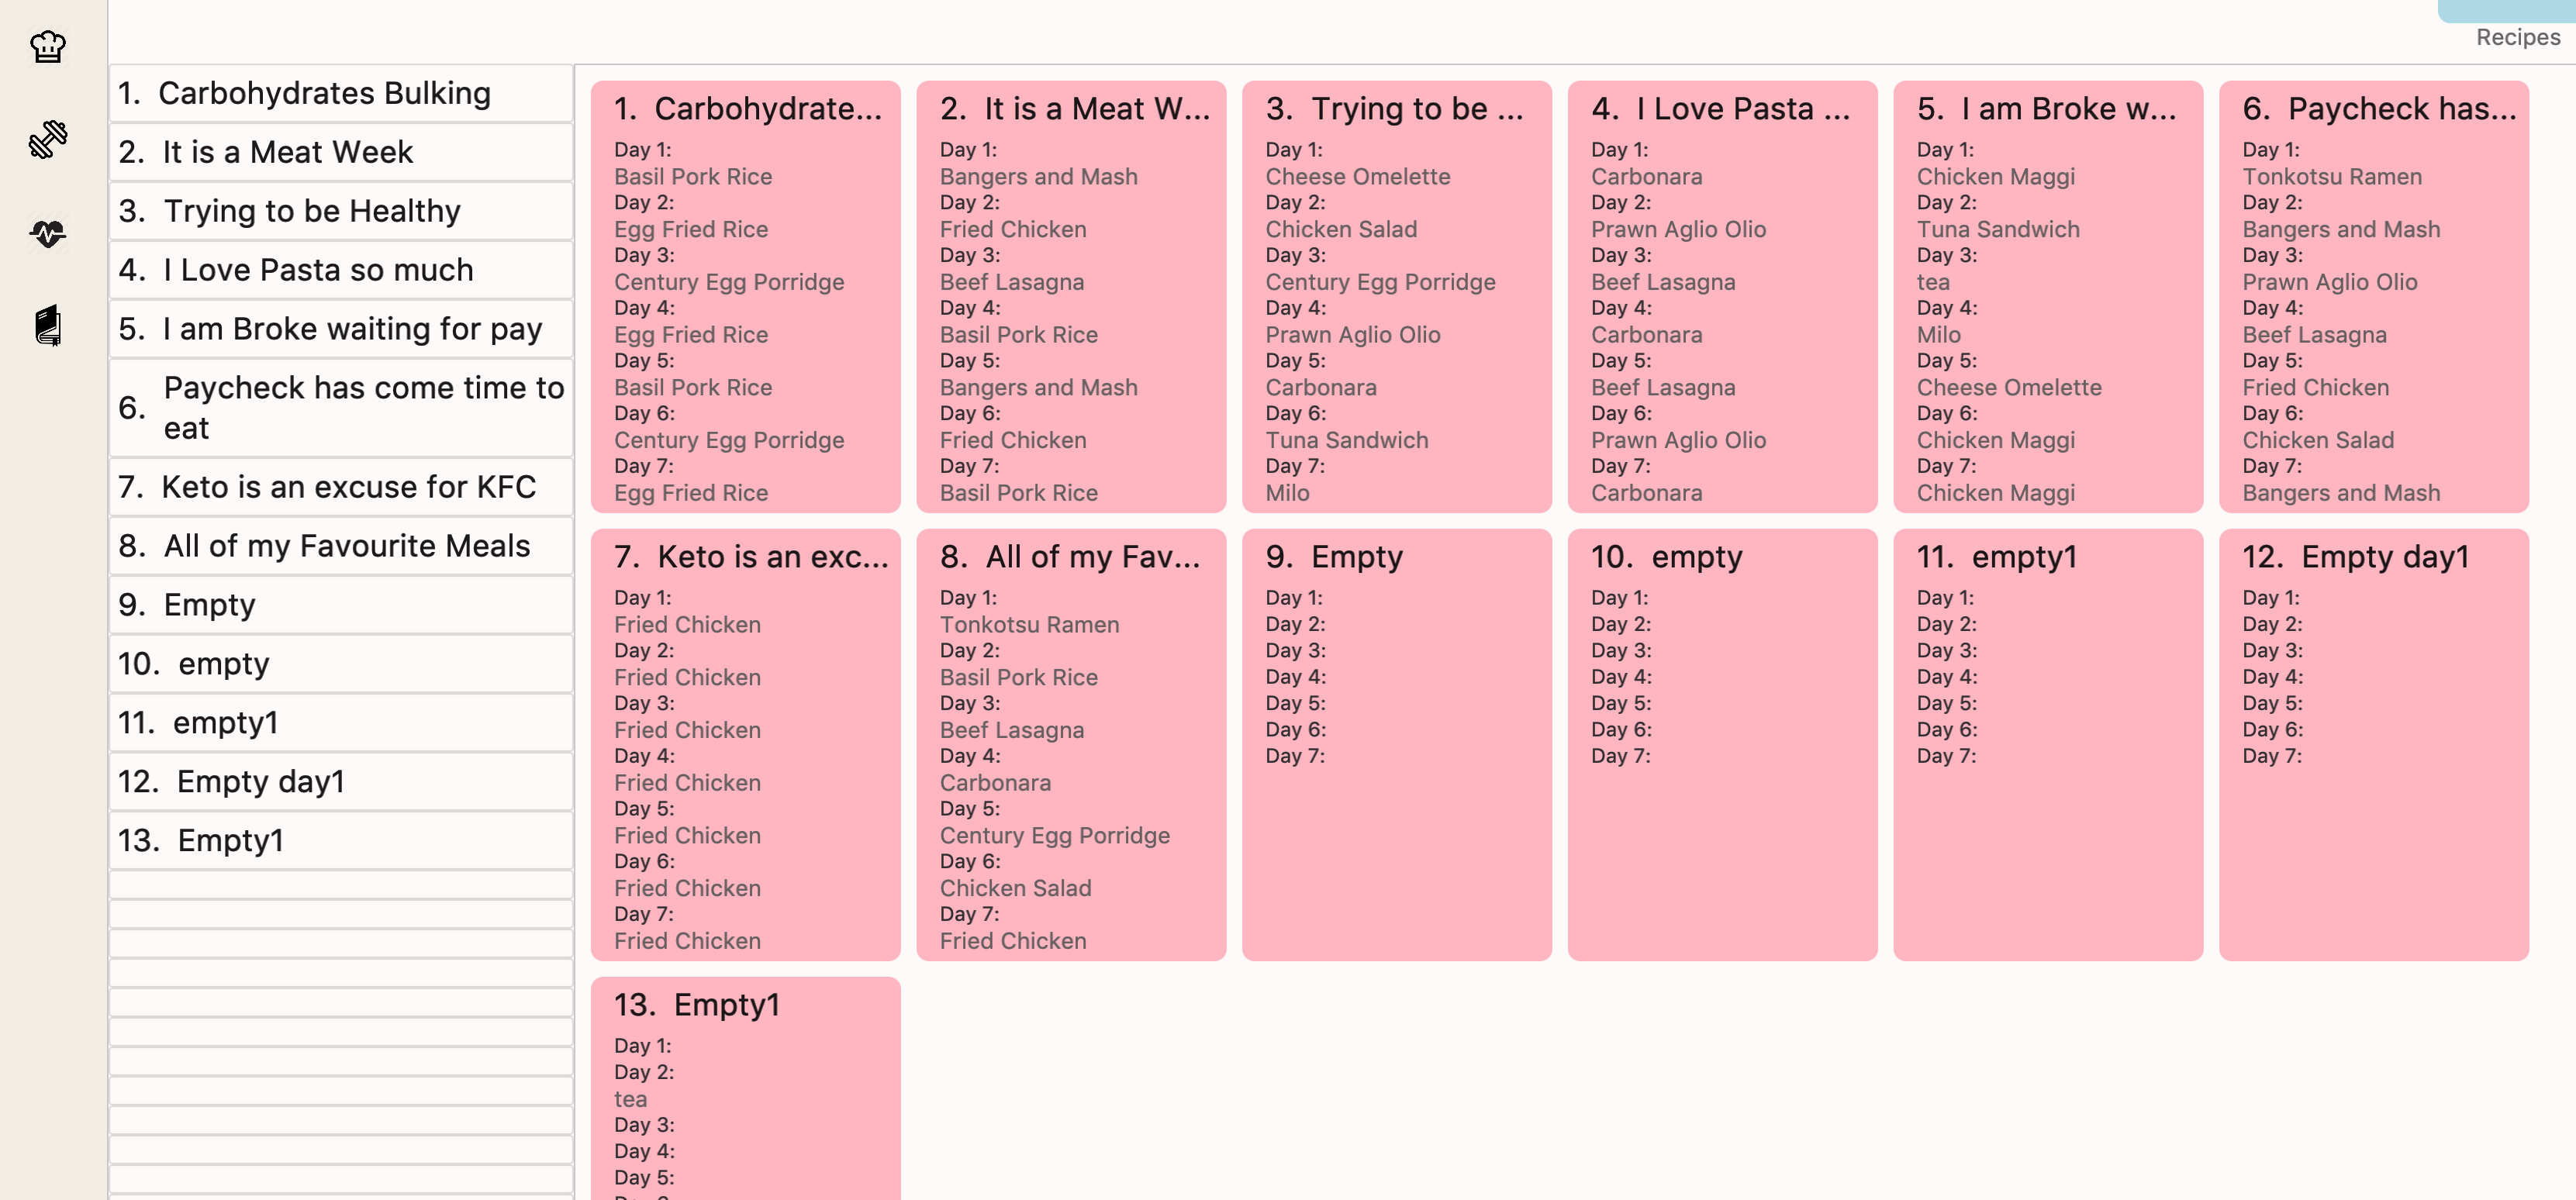 Recipes
1. Carbohydrates Bulking
2. It is a Meat Week
3. Trying to be Healthy
4. I Love Pasta so much
5. I am Broke waiting for pay
6. Paycheck has come time to
eat
7. Keto is an excuse for KFC
8. All of my Favourite Meals
9. Empty
10. empty
11. empty1
12. Empty day1
13. Empty1
1. Carbohydrate...
Day 1:
Basil Pork Rice
Day 2:
Egg Fried Rice
Day 3:
Century Egg Porridge
Day 4:
Egg Fried Rice
Day 5:
Basil Pork Rice
Day 6:
Century Egg Porridge
Day 7:
Egg Fried Rice
2. It is a Meat W...
Day 1:
Bangers and Mash
Day 2:
Fried Chicken
Day 3:
Beef Lasagna
Day 4:
Basil Pork Rice
Day 5:
Bangers and Mash
Day 6:
Fried Chicken
Day 7:
Basil Pork Rice
3. Trying to be ...
Day 1:
Cheese Omelette
Day 2:
Chicken Salad
Day 3:
Century Egg Porridge
Day 4:
Prawn Aglio Olio
Day 5:
Carbonara
Day 6:
Tuna Sandwich
Day 7:
Milo
4. I Love Pasta ...
Day 1:
Carbonara
Day 2:
Prawn Aglio Olio
Day 3:
Beef Lasagna
Day 4:
Carbonara
Day 5:
Beef Lasagna
Day 6:
Prawn Aglio Olio
Day 7:
Carbonara
5. I am Broke w...
Day 1:
Chicken Maggi
Day 2:
Tuna Sandwich
Day 3:
tea
Day 4:
Milo
Day 5:
Cheese Omelette
Day 6:
Chicken Maggi
Day 7:
Chicken Maggi
6. Paycheck has...
Day 1:
Tonkotsu Ramen
Day 2:
Bangers and Mash
Day 3:
Prawn Aglio Olio
Day 4:
Beef Lasagna
Day 5:
Fried Chicken
Day 6:
Chicken Salad
Day 7:
Bangers and Mash
7. Keto is an exc...
Day 1:
Fried Chicken
Day 2:
Fried Chicken
Day 3:
Fried Chicken
Day 4:
Fried Chicken
Day 5:
Fried Chicken
Day 6:
Fried Chicken
Day 7:
Fried Chicken
8. All of my Fav...
Day 1:
Tonkotsu Ramen
Day 2:
Basil Pork Rice
Day 3:
Beef Lasagna
Day 4:
Carbonara
Day 5:
Century Egg Porridge
Day 6:
Chicken Salad
Day 7:
Fried Chicken
9. Empty
Day 1:
Day 2:
Day 3:
Day 4:
Day 5:
Day 6:
Day 7:
10. empty
Day 1:
Day 2:
Day 3:
Day 4:
Day 5:
Day 6:
Day 7:
11. empty1
Day 1:
Day 2:
Day 3:
Day 4:
Day 5:
Day 6:
Day 7:
12. Empty day1
Day 1:
Day 2:
Day 3:
Day 4:
Day 5:
Day 6:
Day 7:
13. Empty1
Day 1:
Day 2:
tea
Day 3:
Day 4:
Day 5: